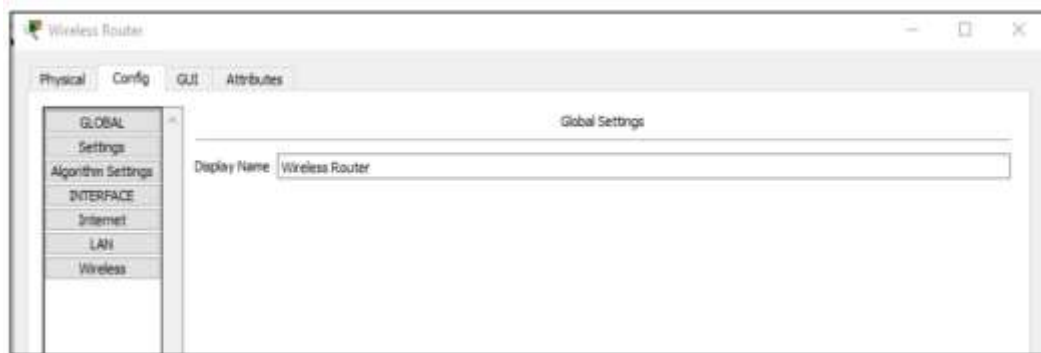 Wireless Router
Physical Config GUI Attributes
GLOBAL
Settings
Algorithm Settings
INTERFACE
Internet
LAN
Wireless
Global Settings
Display Name Wireless Router